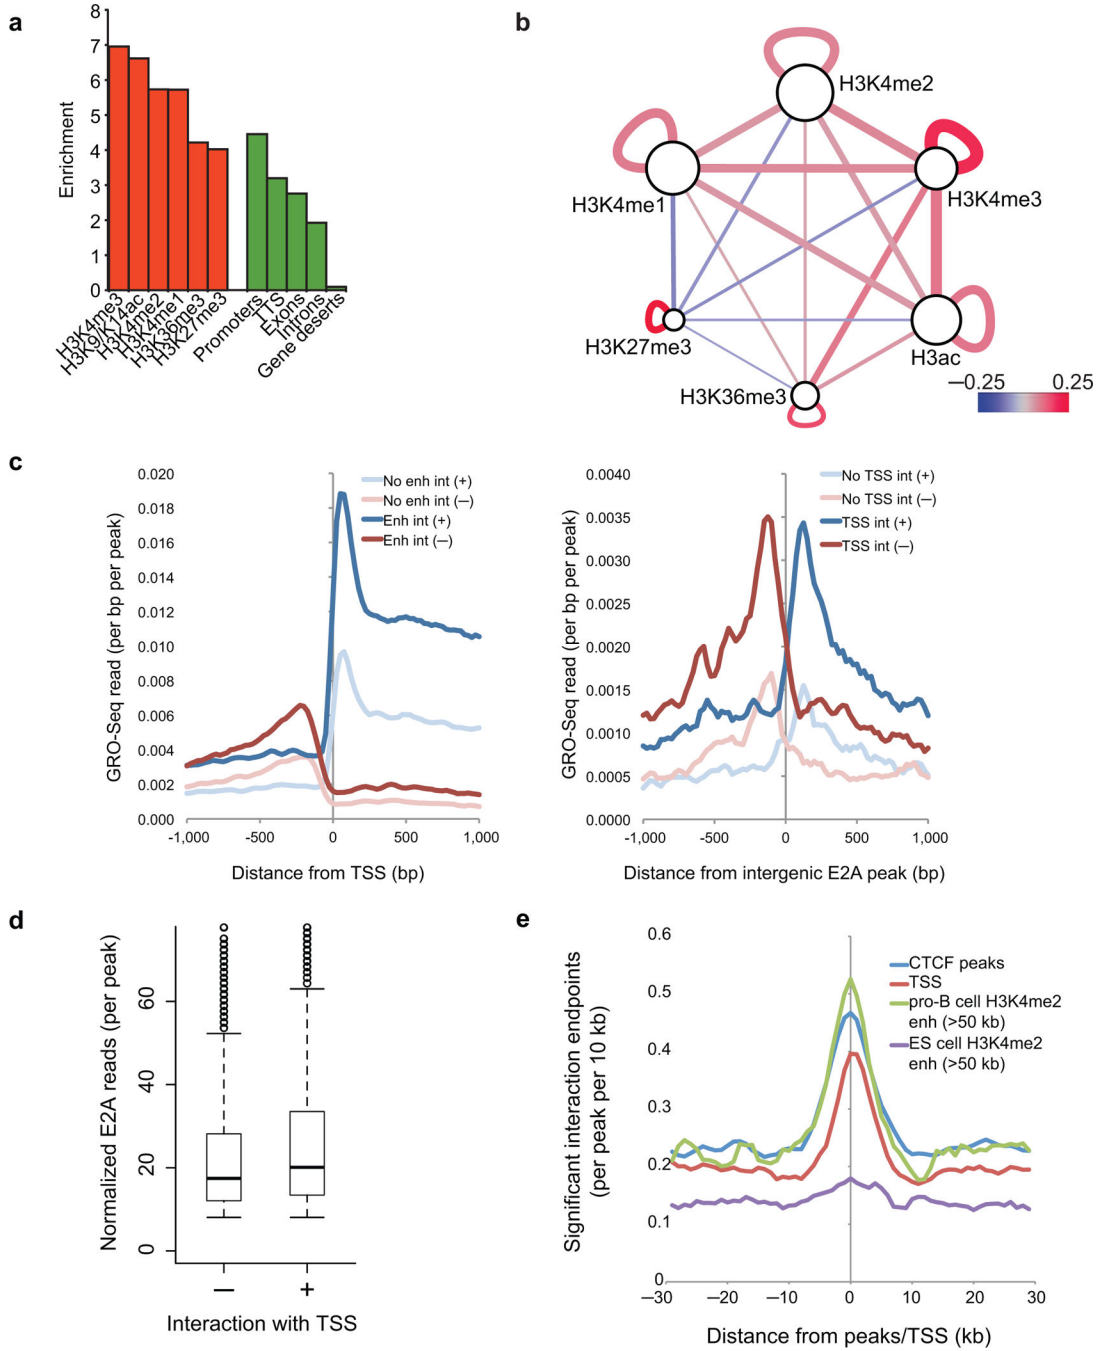 a
8
7
6
5
4
3
2
1
0
Enrichment
H3K4me3
H3K9/K14ac
H3K4me2
H3K4me1
H3K36me3
H3K27me3
Promoters
TTS
Exons
Introns
Gene deserts
b
H3K4me2
H3K4me1
H3K4me3
H3K27me3
H3ac
H3K36me3
—0.25 0.25
c
GRO-Seq read (per bp per peak)
0.020
0.018
0.016
0.014
0.012
0.010
0.008
0.006
0.004
0.002
0.000
-1,000 -500 0 500 1,000
Distance from TSS (bp)
No enh int (+)
No enh int (—)
Enh int (+)
Enh int (—)
GRO-Seq read (per bp per peak)
0.0040
0.0035
0.0030
0.0025
0.0020
0.0015
0.0010
0.0005
0.0000
-1,000 -500 0 500 1,000
Distance from intergenic E2A peak (bp)
No TSS int (+)
No TSS int (—)
TSS int (+)
TSS int (—)
d
Normalized E2A reads (per peak)
60
40
20
0
— +
Interaction with TSS
e
Significant interaction endpoints
(per peak per 10 kb)
0.6
0.5
0.4
0.3
0.2
0.1
0
—30 —20 —10 0 10 20 30
Distance from peaks/TSS (kb)
CTCF peaks
TSS
pro-B cell H3K4me2
enh (>50 kb)
ES cell H3K4me2
enh (>50 kb)